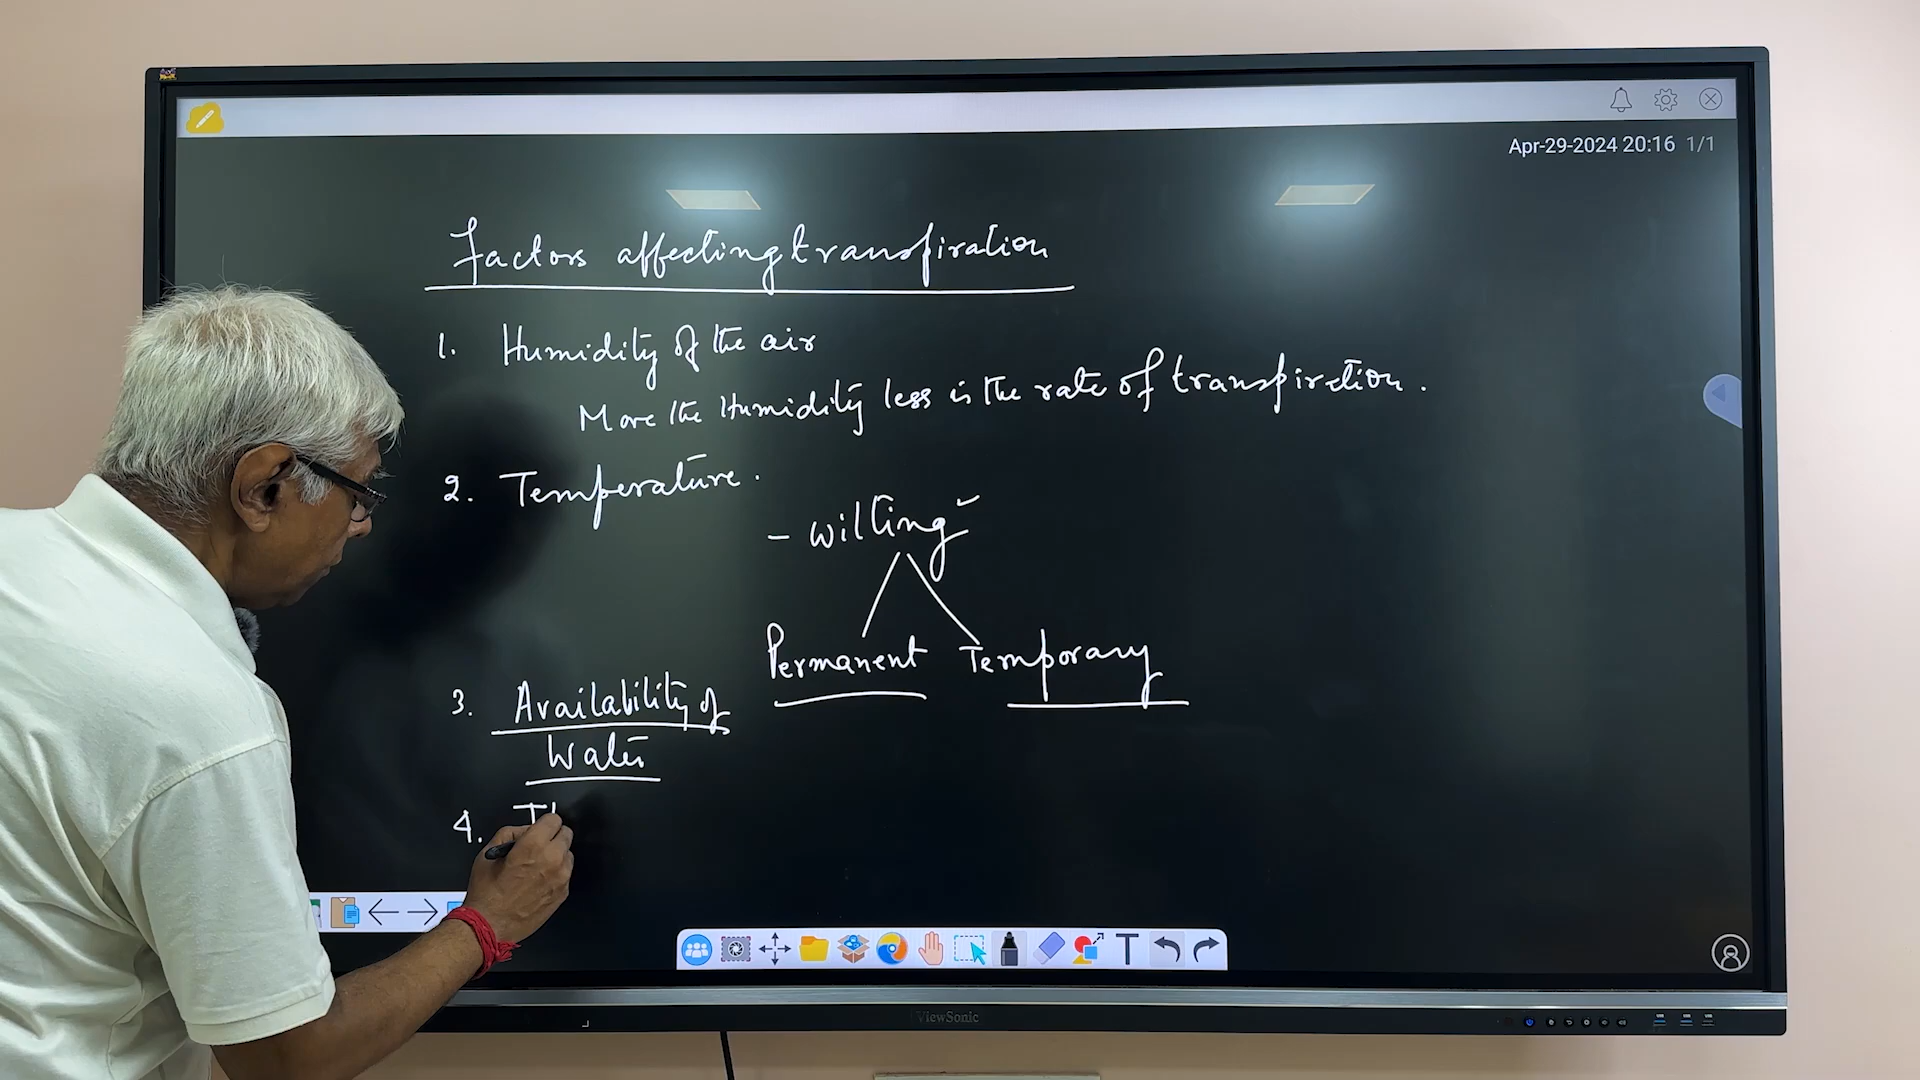 Apr-29-2024 20:16 1/1
Factors affecting transpiration
1. Humidity of the air
More the Humidity less is the rate of transpiration.
2. Temperature.
- wilting
Permanent Temporary
3. Availability of
Water
4.
T
ViewSonic